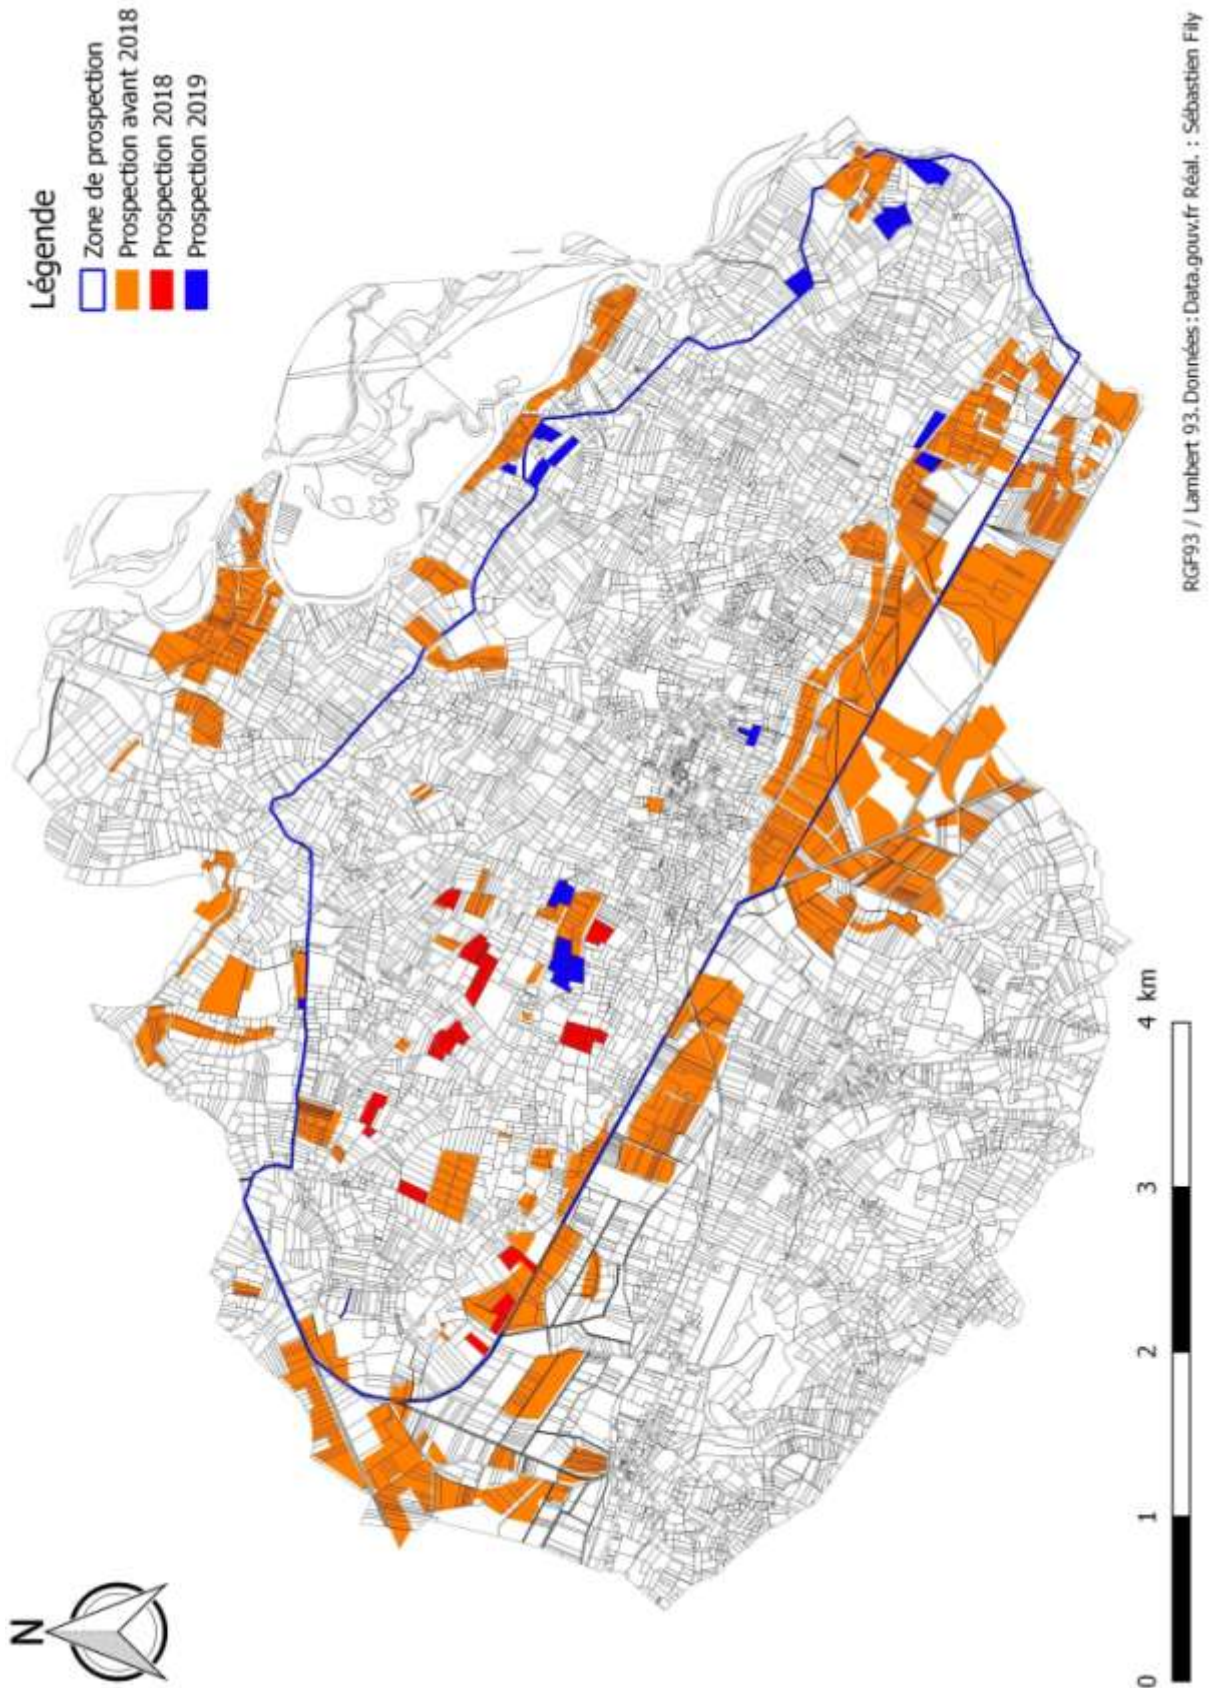 Légende
Zone de prospection
Prospection avant 2018
Prospection 2018
Prospection 2019
N
0 1 2 3 4 km
RGF93 / Lambert 93.Données : Data.gouv.fr Réal. : Sébastien Fily